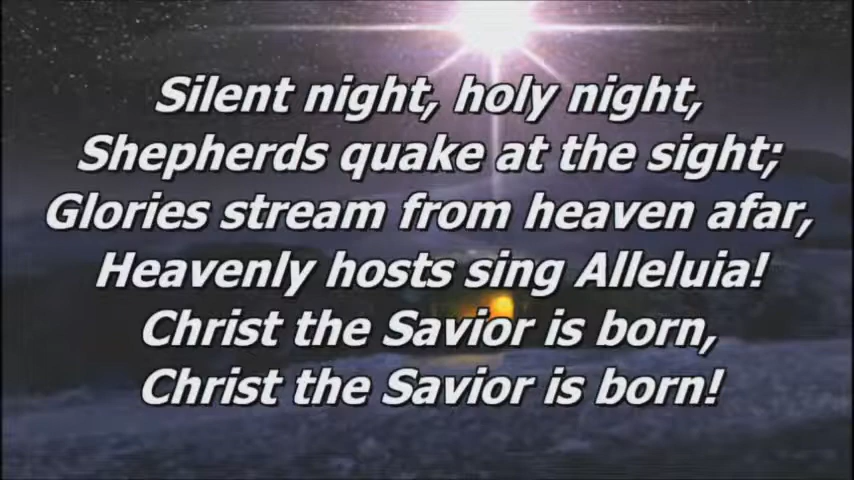 Silent night, holy night,
Shepherds quake at the sight;
Glories stream from heaven afar,
Heavenly hosts sing Alleluia!
Christ the Savior is born,
Christ the Savior is born!